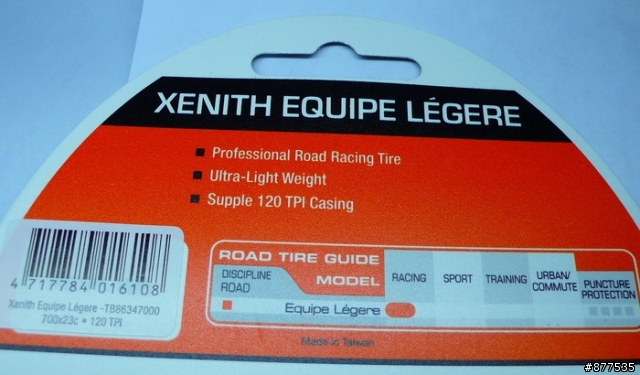 XENITH EQUIPE LÉGERE
Professional Road Racing Tire
Ultra-Light Weight
Supple 120 TPI Casing
4 717784 016108
Xenith Equipe Légere -TB86347000
700x23c • 120 TPI
ROAD TIRE GUIDE
DISCIPLINE
ROAD
MODEL
RACING
SPORT
TRAINING
URBAN/
COMMUTE
PUNCTURE
PROTECTION
Equipe Légere
Made in Taiwan
#877535